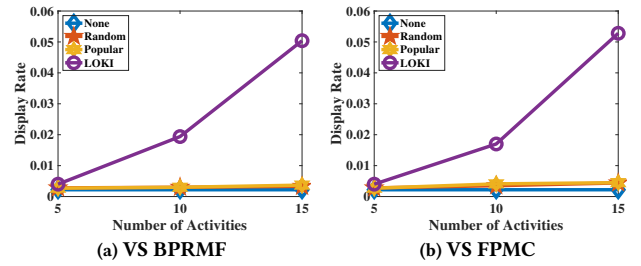 0.06
0.05
0.04
0.03
0.02
0.01
0
Display Rate
None
Random
Popular
LOKI
5
10
15
Number of Activities
(a) VS BPRMF
0.06
0.05
0.04
0.03
0.02
0.01
0
Display Rate
None
Random
Popular
LOKI
5
10
15
Number of Activities
(b) VS FPMC